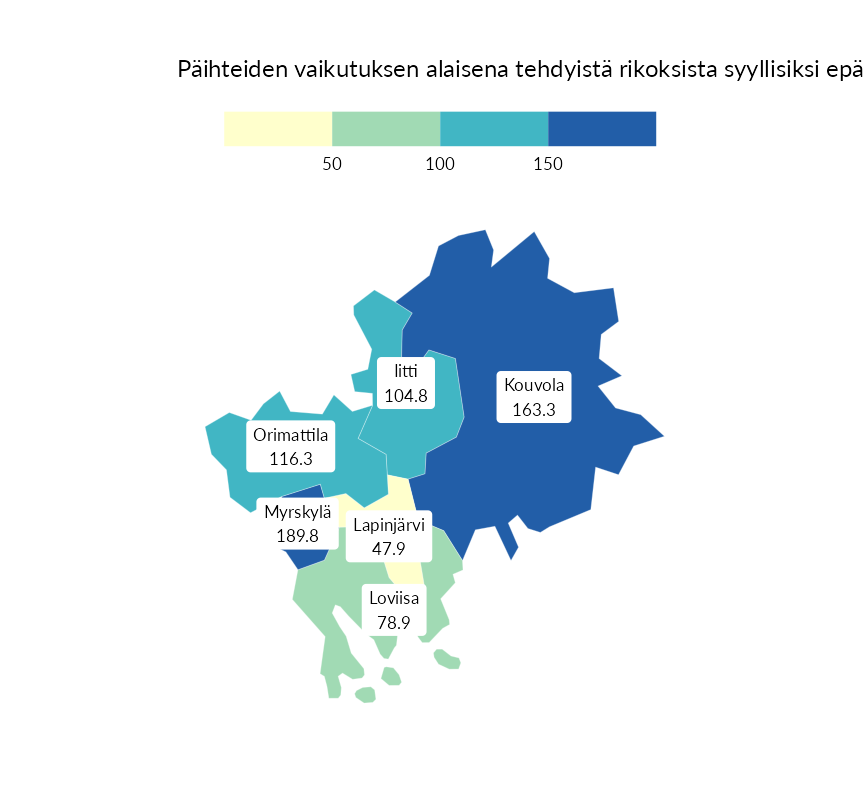 Päihteiden vaikutuksen alaisena tehdyistä rikoksista syyllisiksi epä
50 100 150
Iitti
104.8
Kouvola
163.3
Orimattila
116.3
Myrskylä
189.8
Lapinjärvi
47.9
Loviisa
78.9